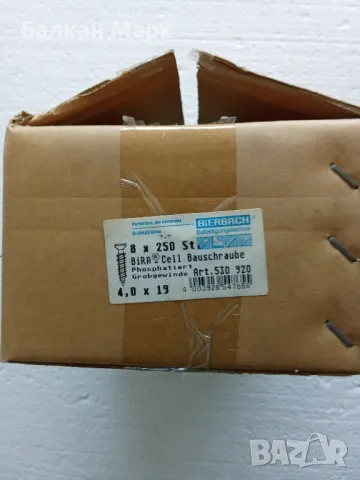 Балкан Марк
BiERBACH
Befestigungstechnik
8 x 250 St.
BiRA® Cell Bauschraube
Phosphatiert
Grobgewinde Art.530 920
4,0 x 19
bazar